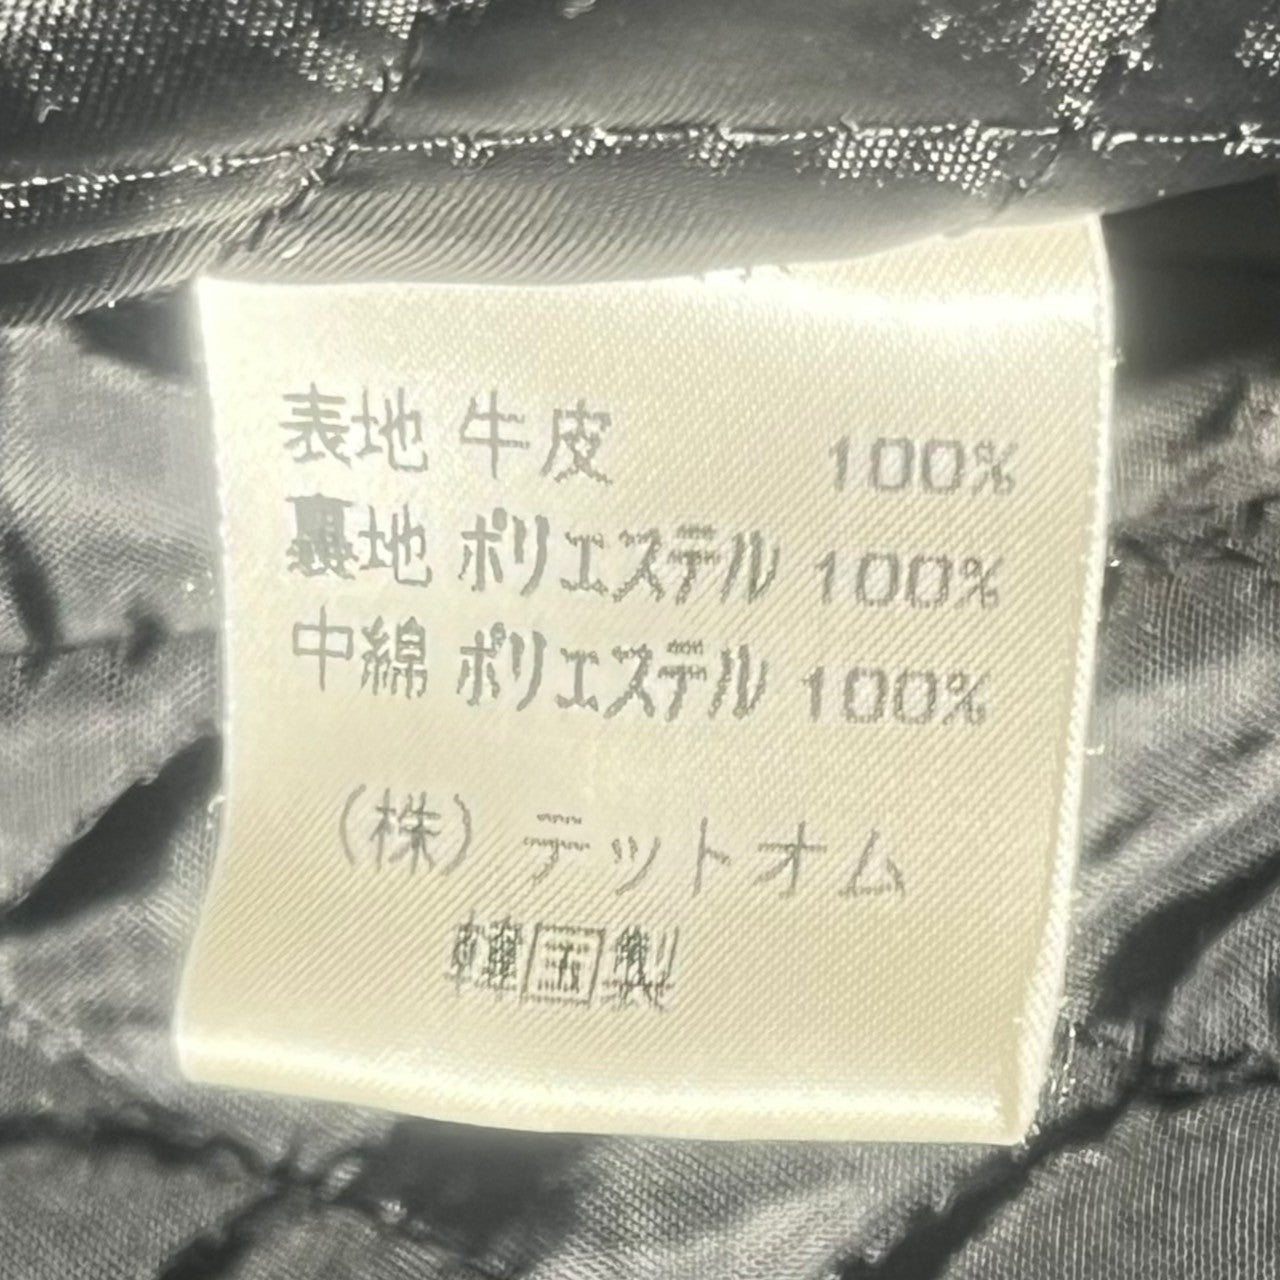 表地 牛皮 100%
裏地 ポリエステル 100%
中綿 ポリエステル 100%
(株) テットオム
韓国製